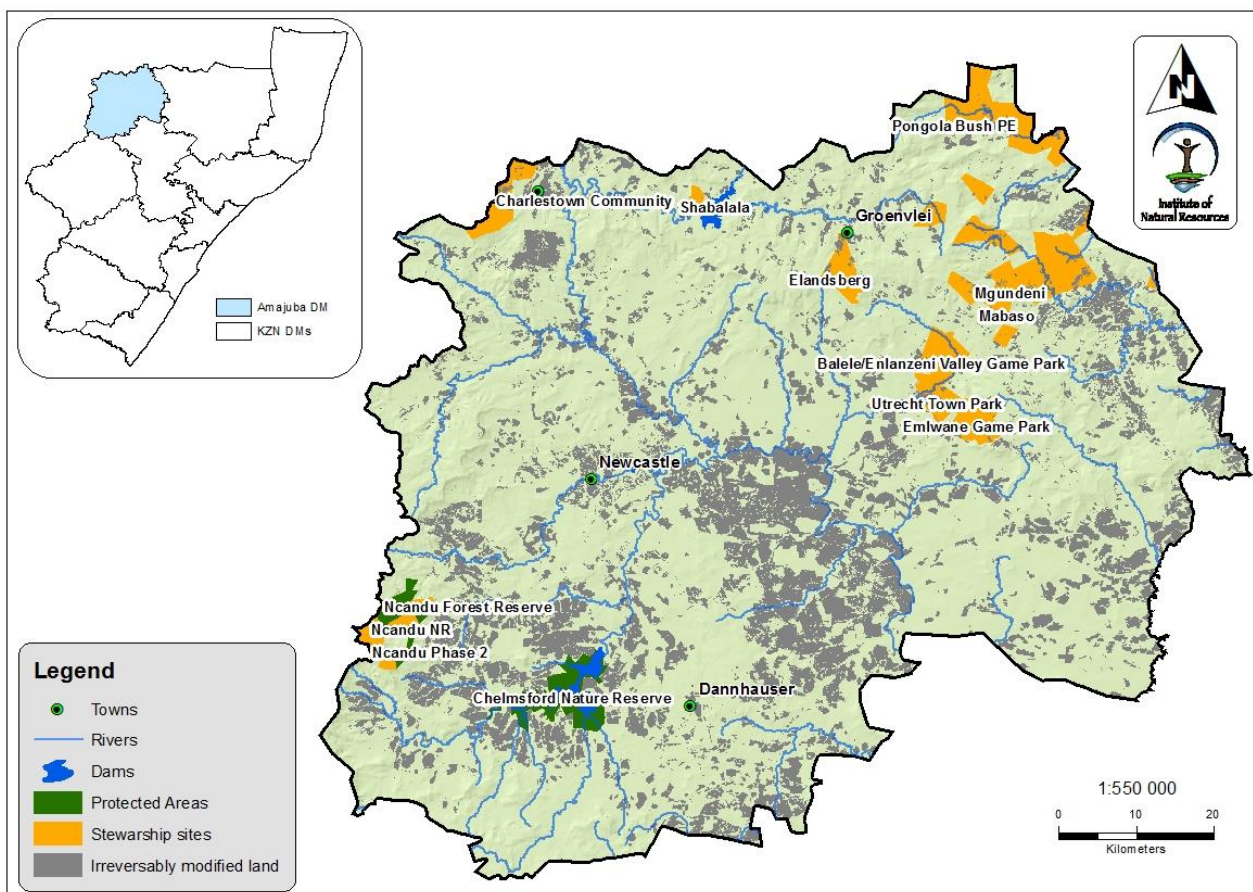 Amajuba DM
KZN DMs
N
Institute of
Natural Resources
Pongola Bush PE
Charlestown Community
Shabalala
Groenvlei
Elandsberg
Mgundeni
Mabaso
Balele/Enlanzeni Valley Game Park
Utrecht Town Park
Emlwane Game Park
Newcastle
Ncandu Forest Reserve
Ncandu NR
Ncandu Phase 2
Chelmsford Nature Reserve
Dannhauser
Legend
Towns
Rivers
Dams
Protected Areas
Stewarship sites
Irreversably modified land
1:550 000
0 10 20
Kilometers